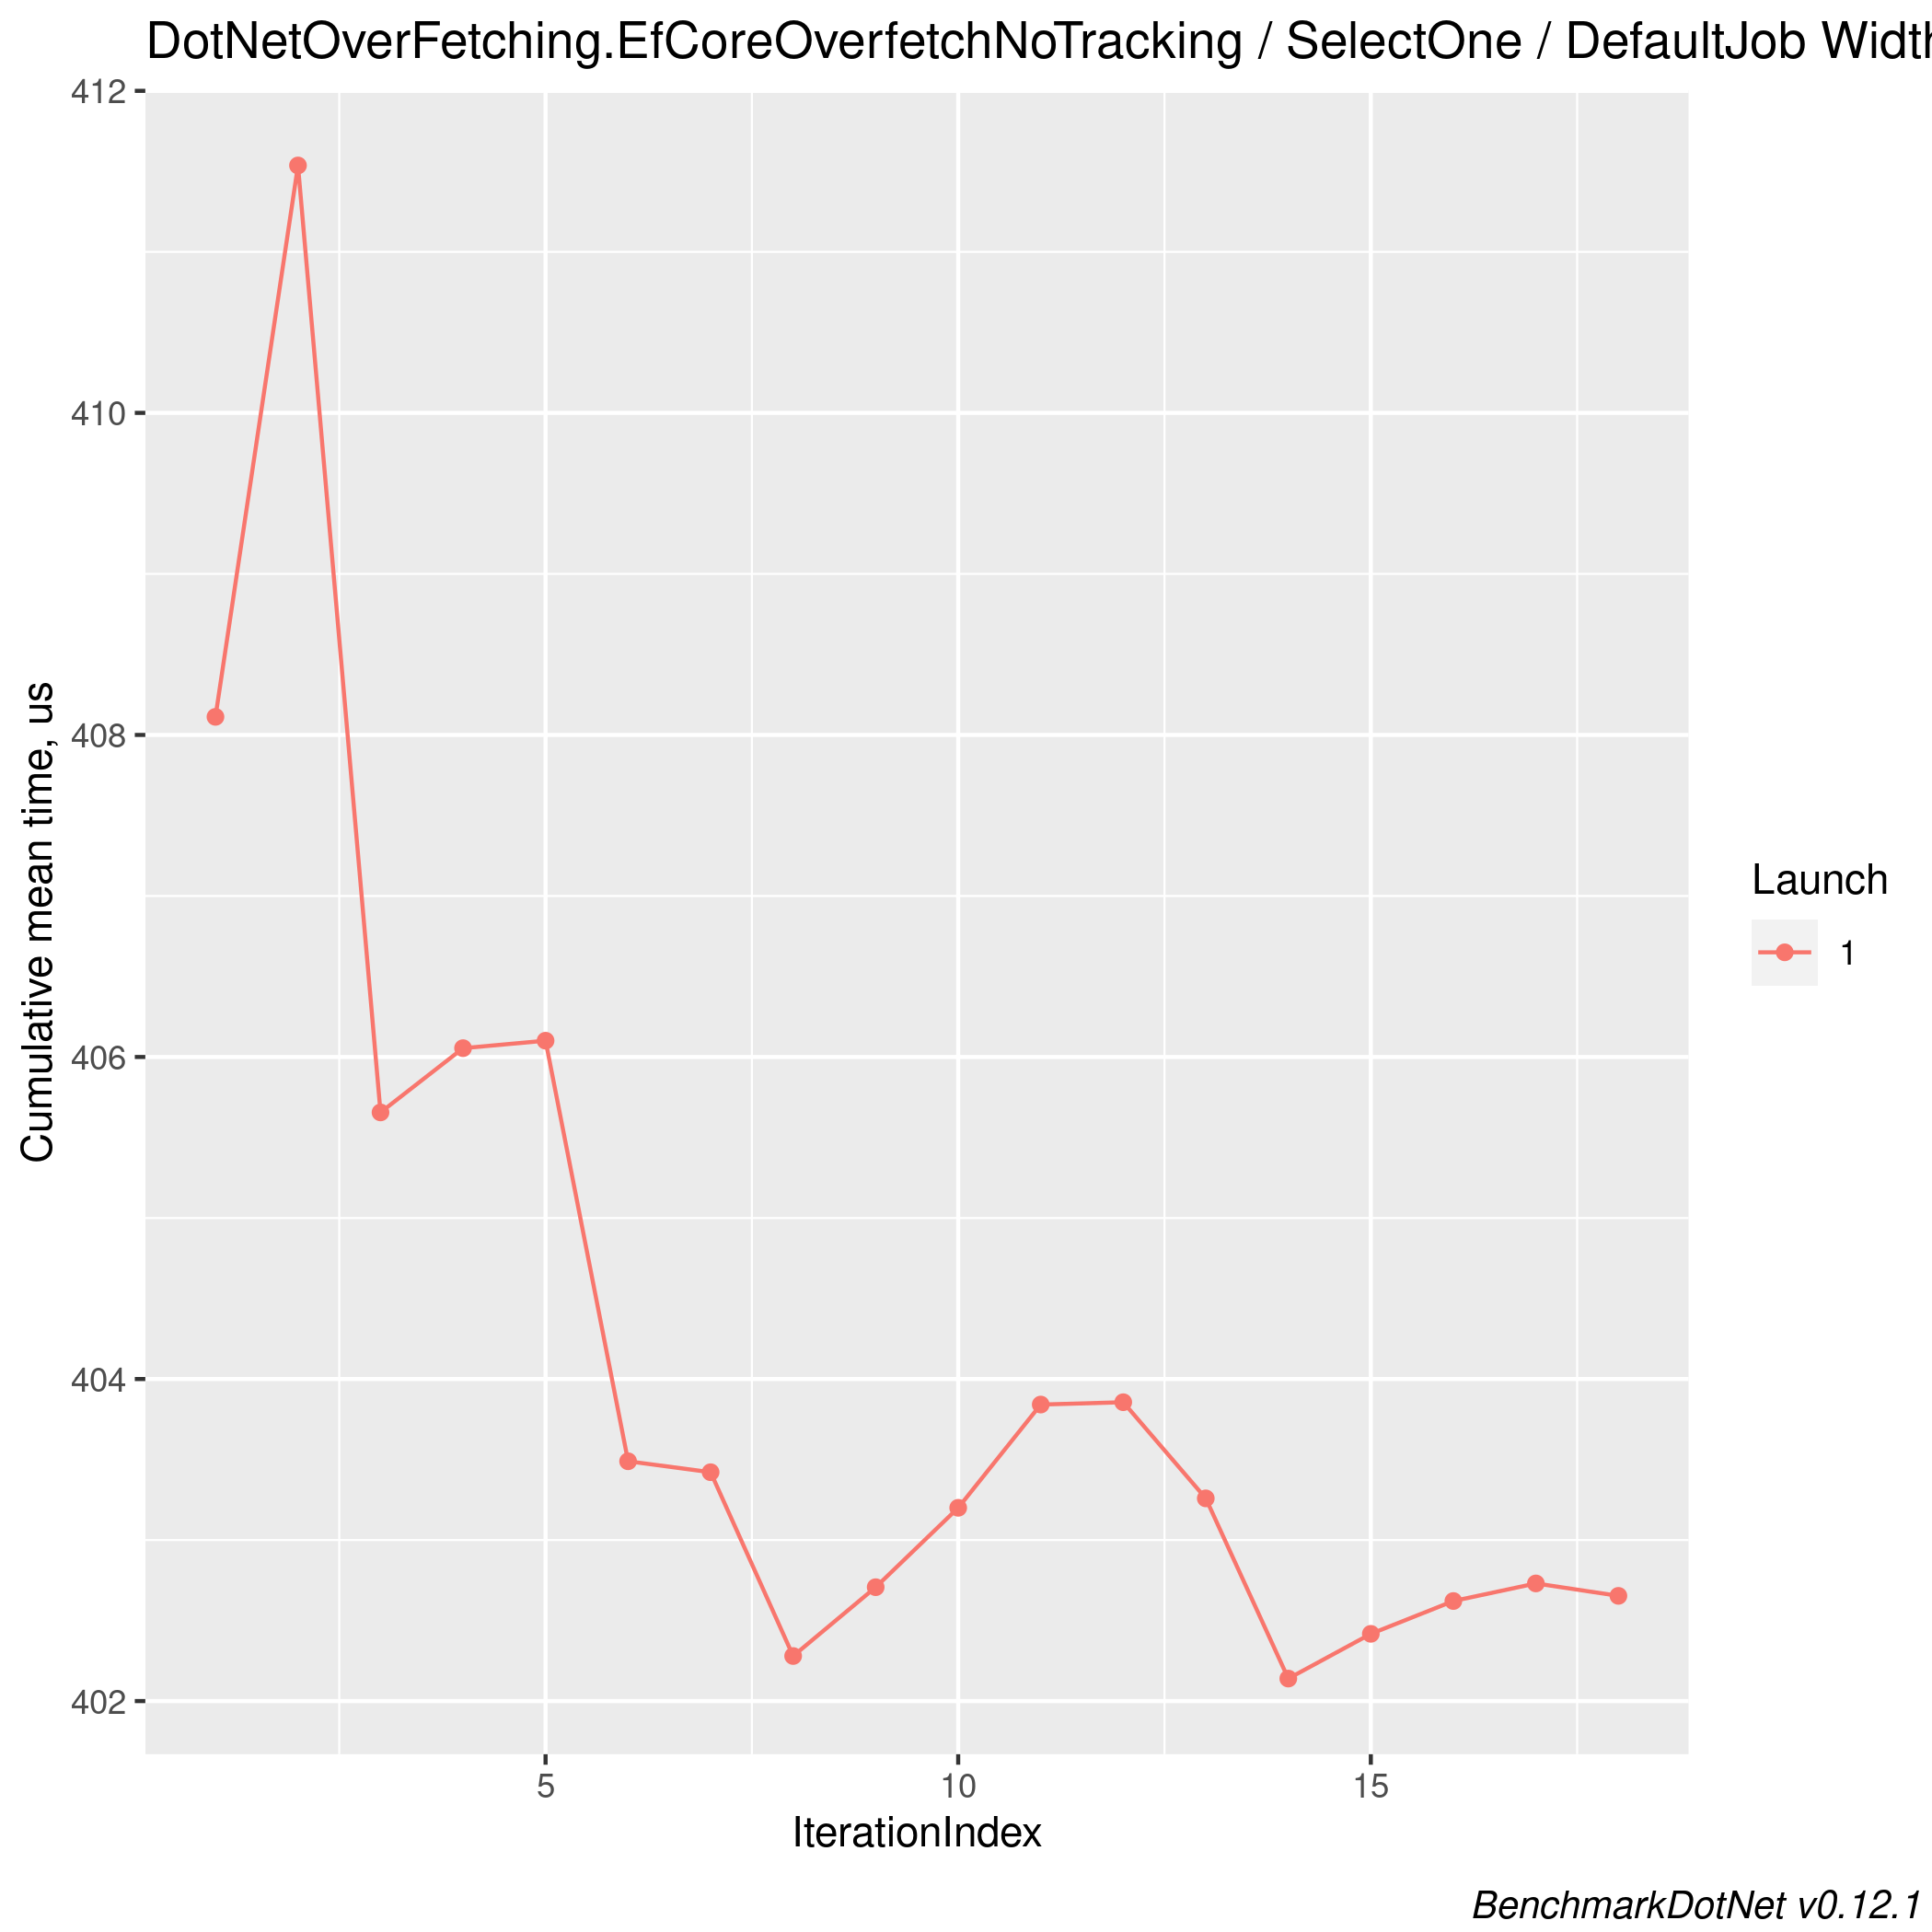 DotNetOverFetching.EfCoreOverfetchNoTracking / SelectOne / DefaultJob Width
412
410
408
406
404
402
Cumulative mean time, us
5 10 15
IterationIndex
Launch
1
BenchmarkDotNet v0.12.1